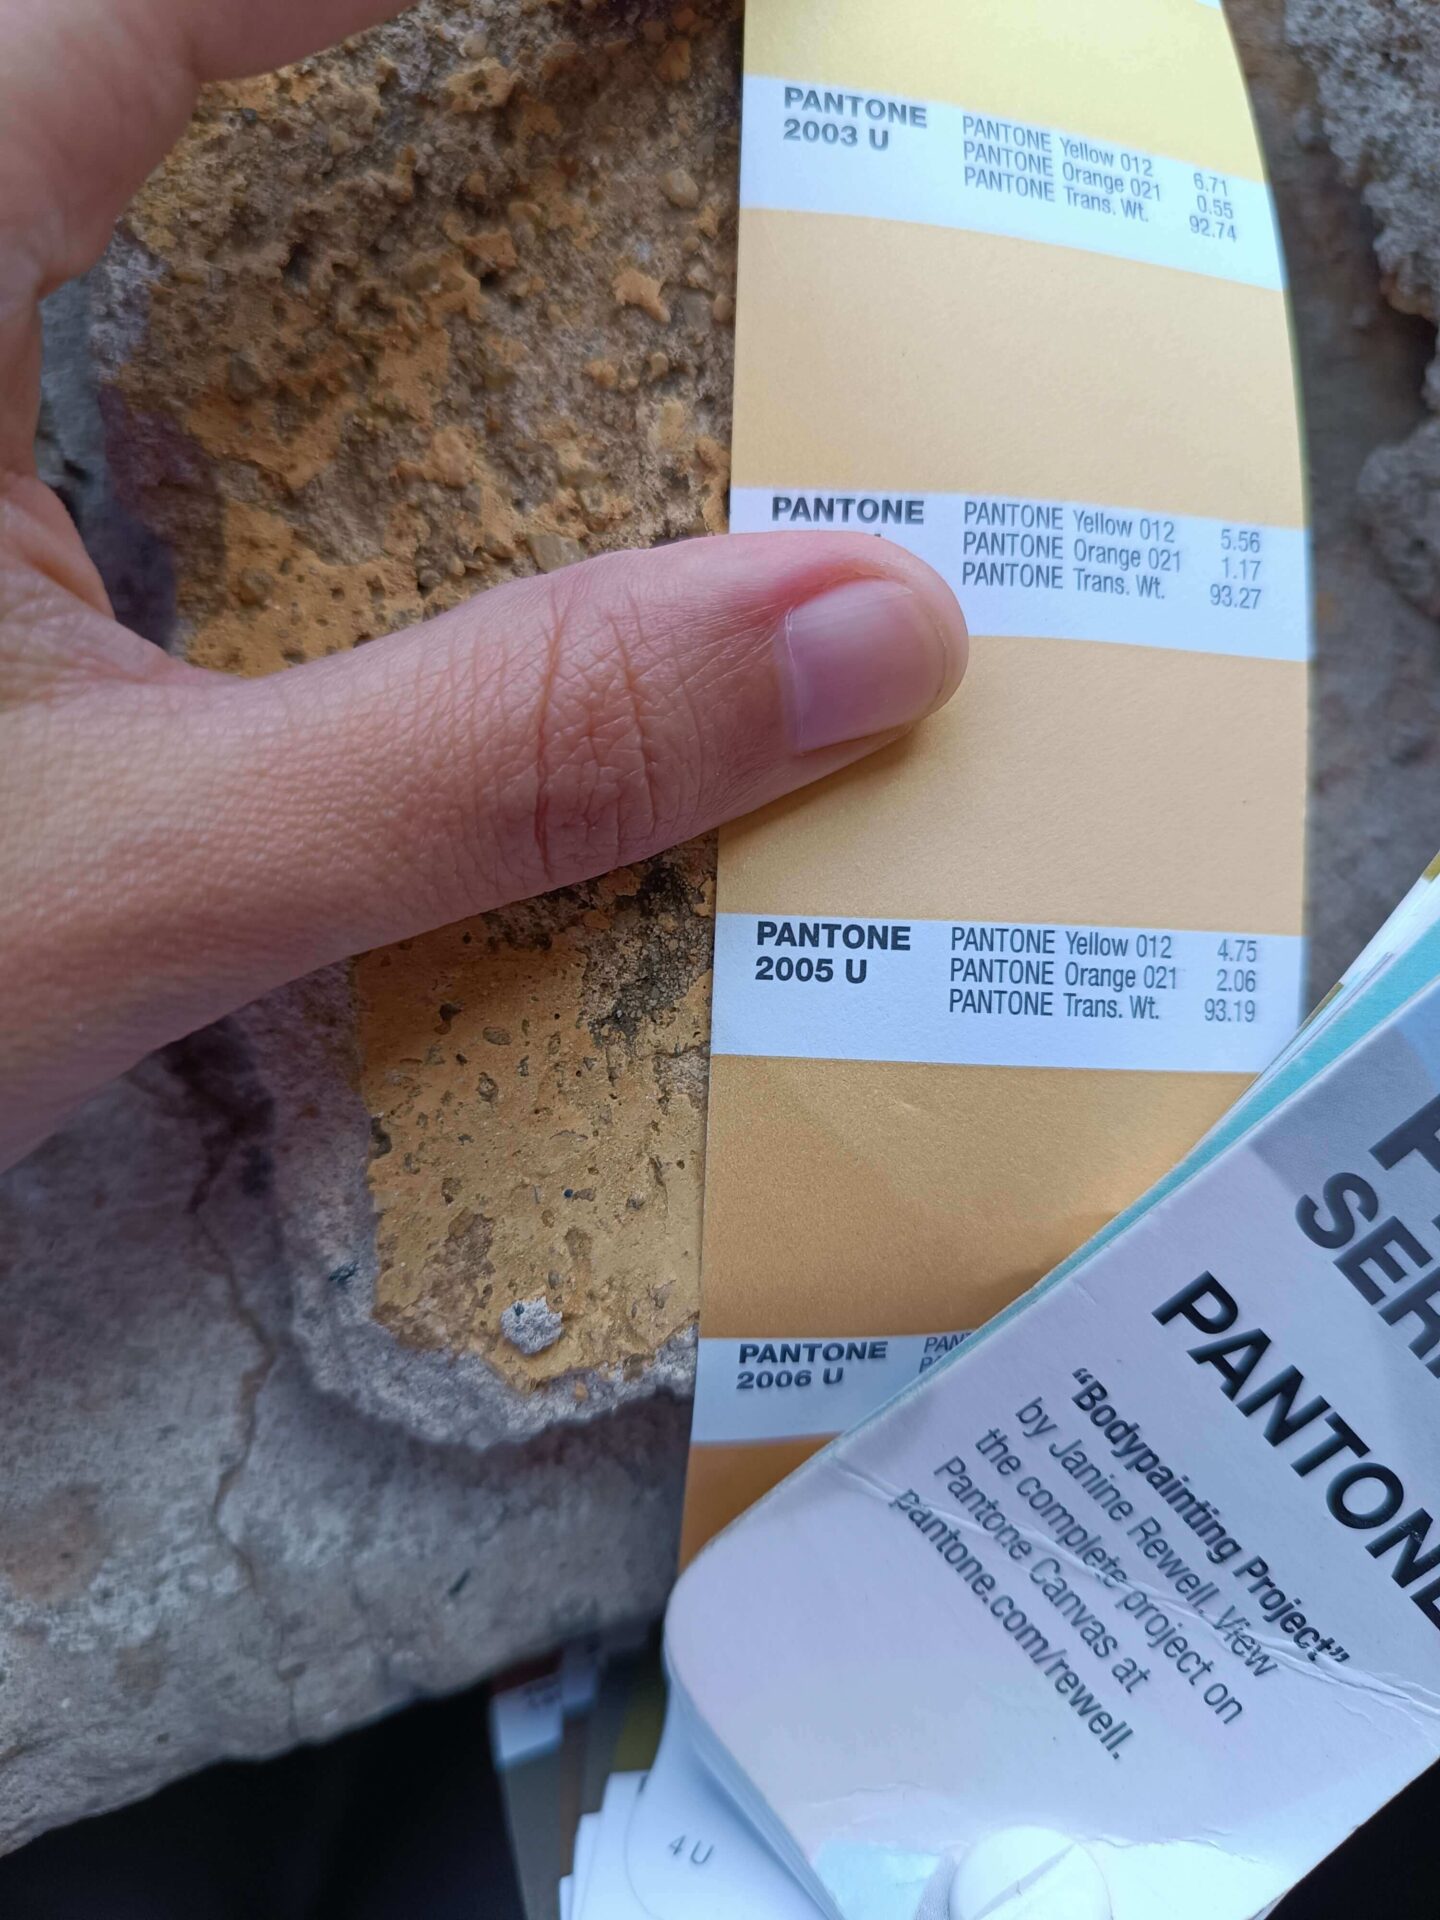 PANTONE
2003 U
PANTONE Yellow 012 6.71
PANTONE Orange 021 0.55
PANTONE Trans. Wt. 92.74
PANTONE
PANTONE Yellow 012 5.56
PANTONE Orange 021 1.17
PANTONE Trans. Wt. 93.27
PANTONE
2005 U
PANTONE Yellow 012 4.75
PANTONE Orange 021 2.06
PANTONE Trans. Wt. 93.19
PANTONE
2006 U
PANTONE
"Bodypainting Project"
by Janine Rewell. View
the complete project on
Pantone Canvas at
pantone.com/rewell.
4 U